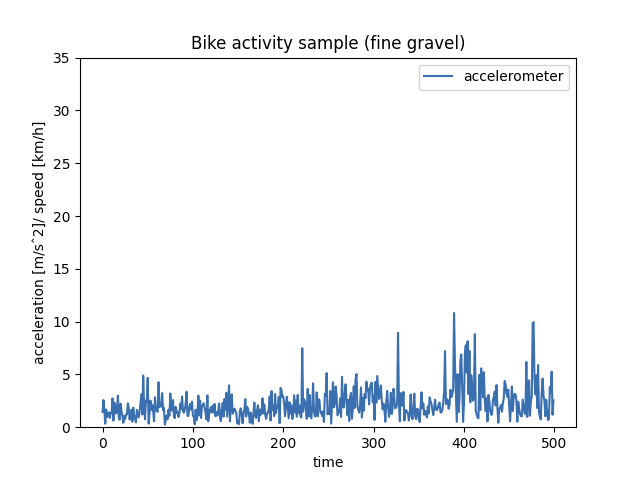 Bike activity sample (fine gravel)
accelerometer
acceleration [m/s^2]/ speed [km/h]
35
30
25
20
15
10
5
0
0 100 200 300 400 500
time